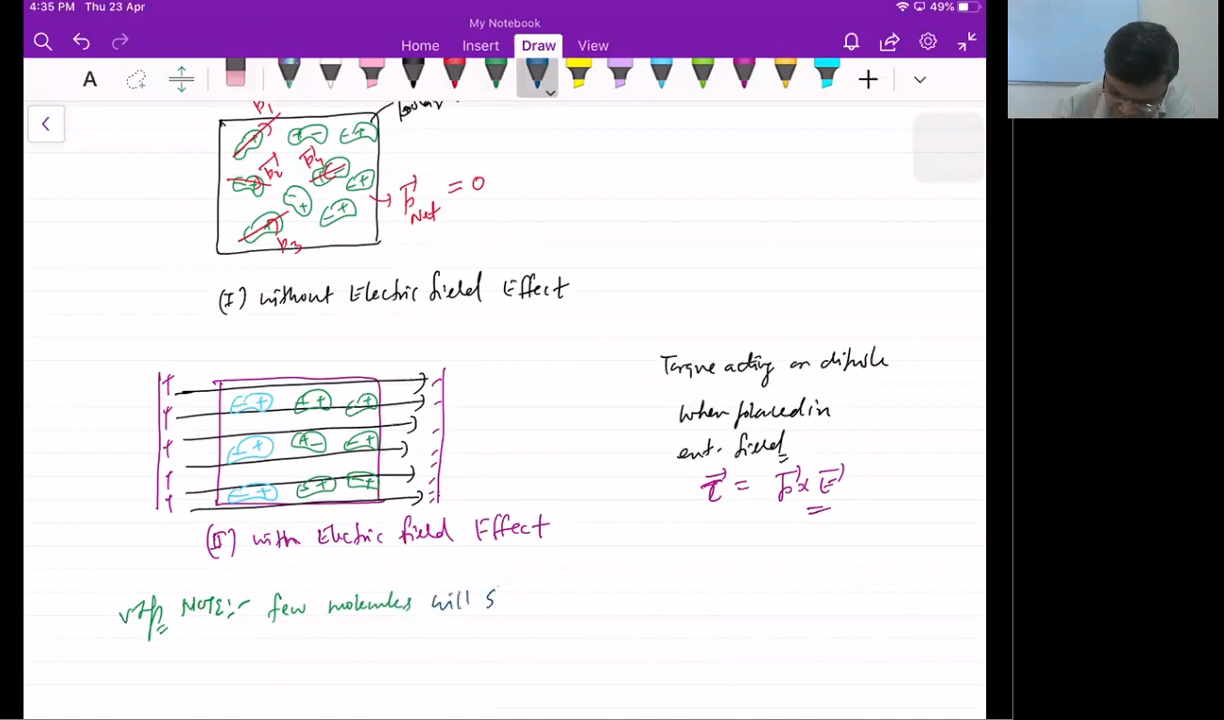 4:35 PM Thu 23 Apr
49%
My Notebook
Home Insert Draw View
A
p1
p2
p4
p3
p Net = 0
(I) without Electric field Effect
Torque acting on dipole
when placed in
ext. field
τ = p × E
(II) with Electric field Effect
VIP NOTE:- few molecules will s